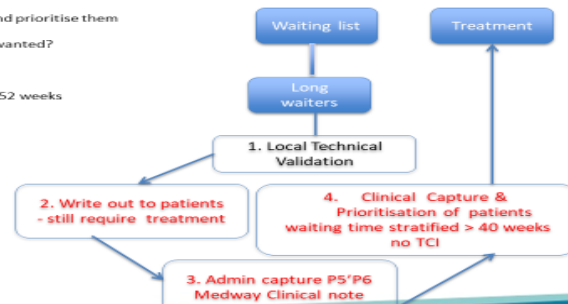 nd prioritise them
wanted?
52 weeks
Waiting list
Treatment
Long
waiters
1. Local Technical
Validation
2. Write out to patients
- still require treatment
4. Clinical Capture &
Prioritisation of patients
waiting time stratified > 40 weeks
no TCI
3. Admin capture P5'P6
Medway Clinical note